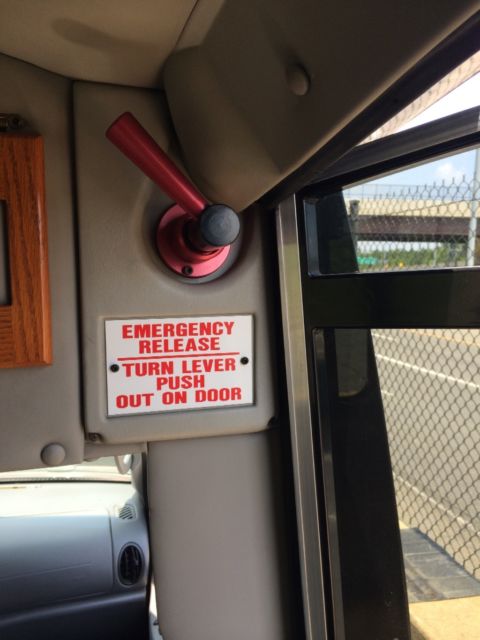 EMERGENCY
RELEASE
TURN LEVER
PUSH
OUT ON DOOR